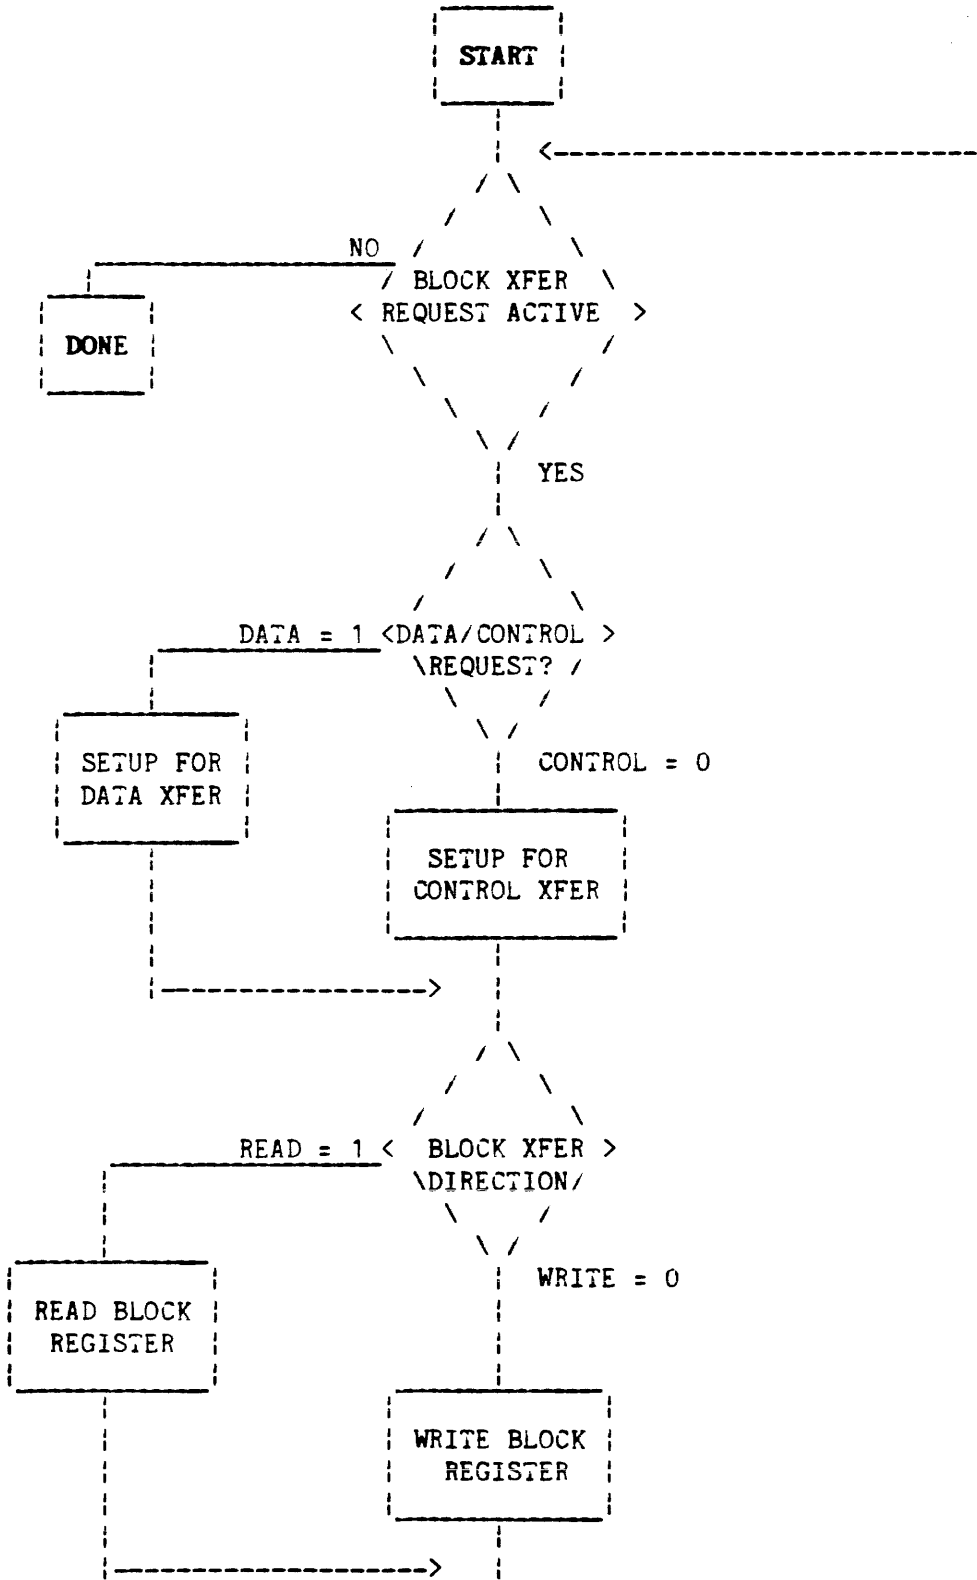 START
NO
BLOCK XFER
REQUEST ACTIVE
DONE
YES
DATA = 1
DATA/CONTROL
REQUEST?
SETUP FOR
DATA XFER
CONTROL = 0
SETUP FOR
CONTROL XFER
READ = 1
BLOCK XFER
DIRECTION
WRITE = 0
READ BLOCK
REGISTER
WRITE BLOCK
REGISTER